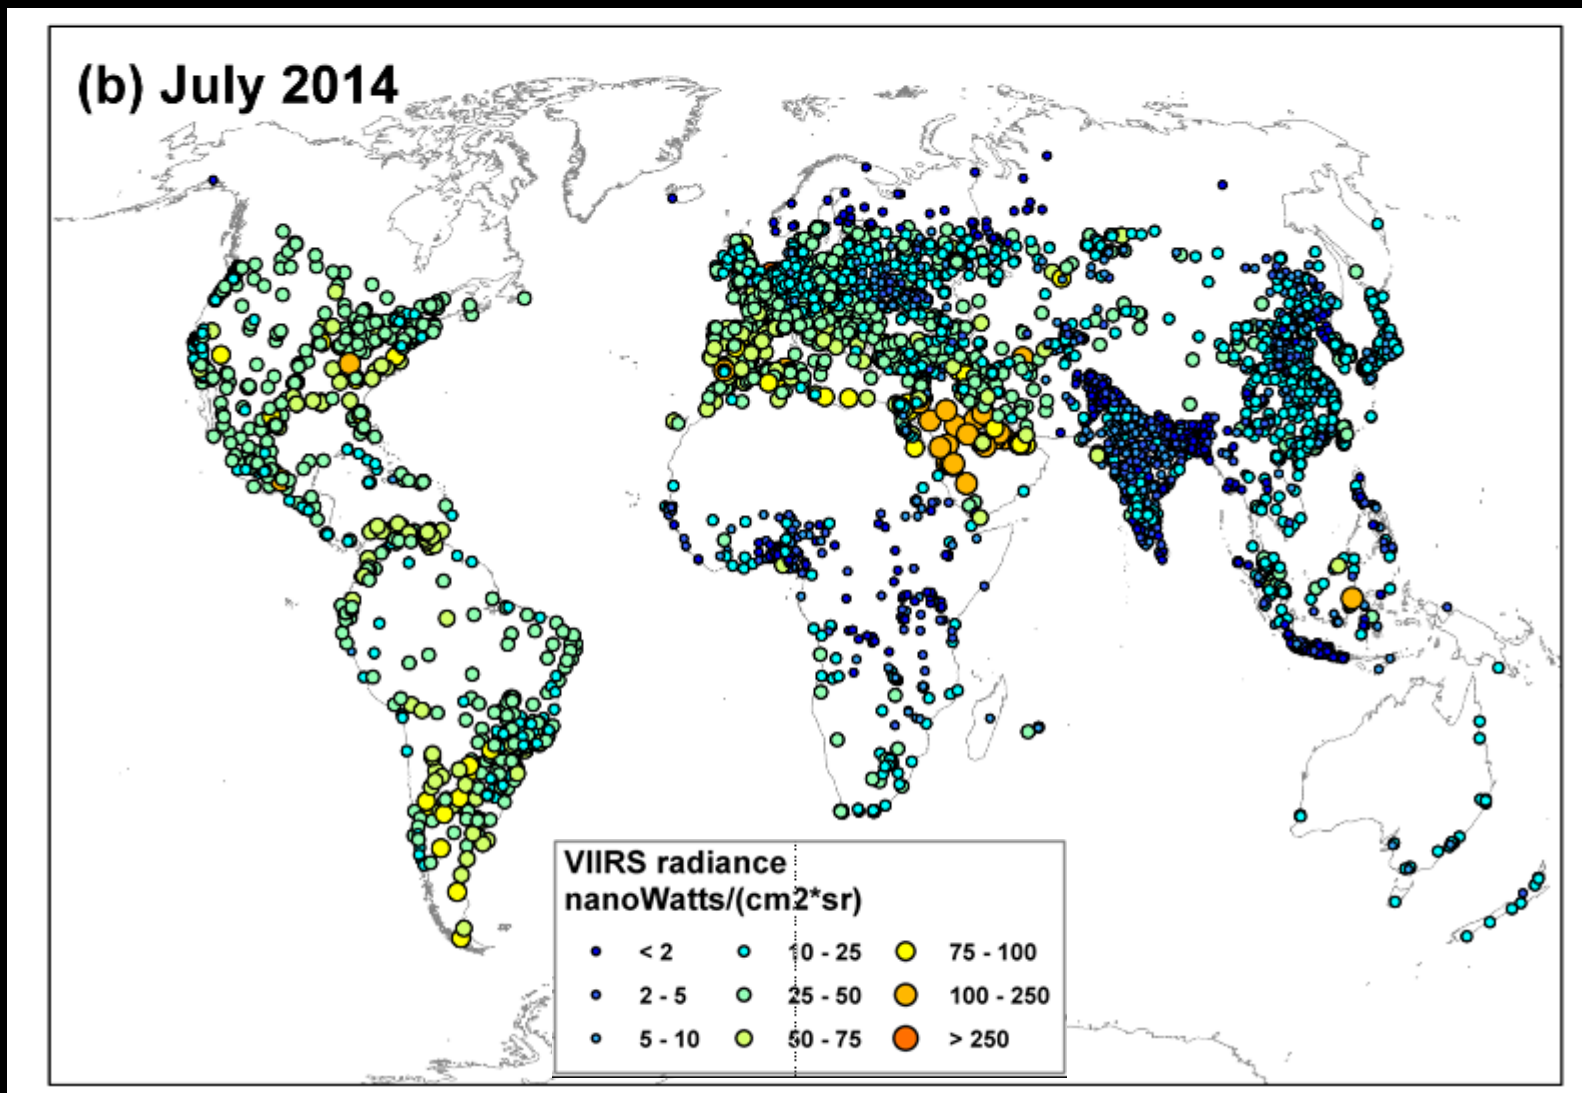 (b) July 2014
VIIRS radiance
nanoWatts/(cm2*sr)
< 2 10 - 25 75 - 100
2 - 5 25 - 50 100 - 250
5 - 10 50 - 75 > 250